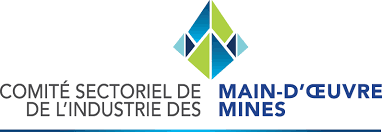 COMITÉ SECTORIEL DE MAIN-D'ŒUVRE
DE L'INDUSTRIE DES MINES